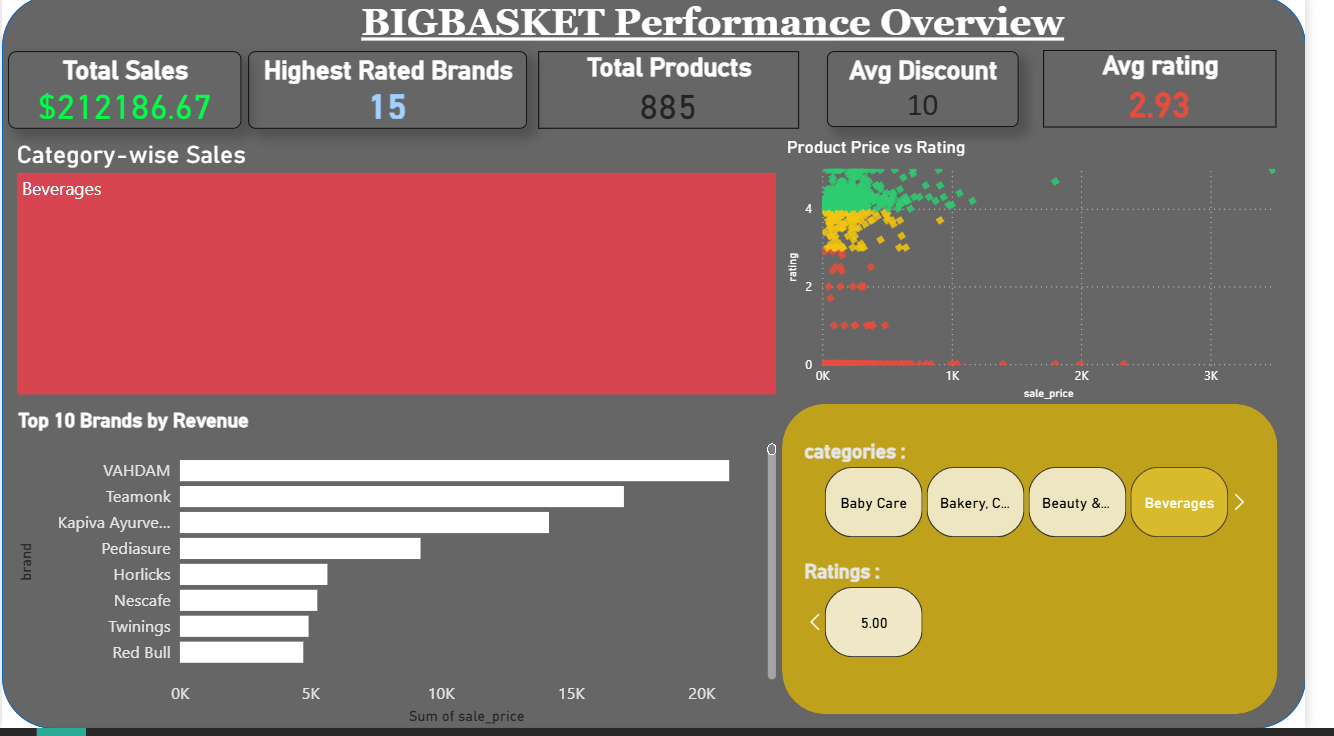 BIGBASKET Performance Overview
Total Sales
$212186.67
Highest Rated Brands
15
Total Products
885
Avg Discount
10
Avg rating
2.93
Category-wise Sales
Beverages
Product Price vs Rating
rating
4
2
0
0K
1K
2K
3K
sale_price
Top 10 Brands by Revenue
brand
VAHDAM
Teamonk
Kapiva Ayurve...
Pediasure
Horlicks
Nescafe
Twinings
Red Bull
0K
5K
10K
15K
20K
Sum of sale_price
categories :
Baby Care
Bakery, C...
Beauty &...
Beverages
Ratings :
5.00